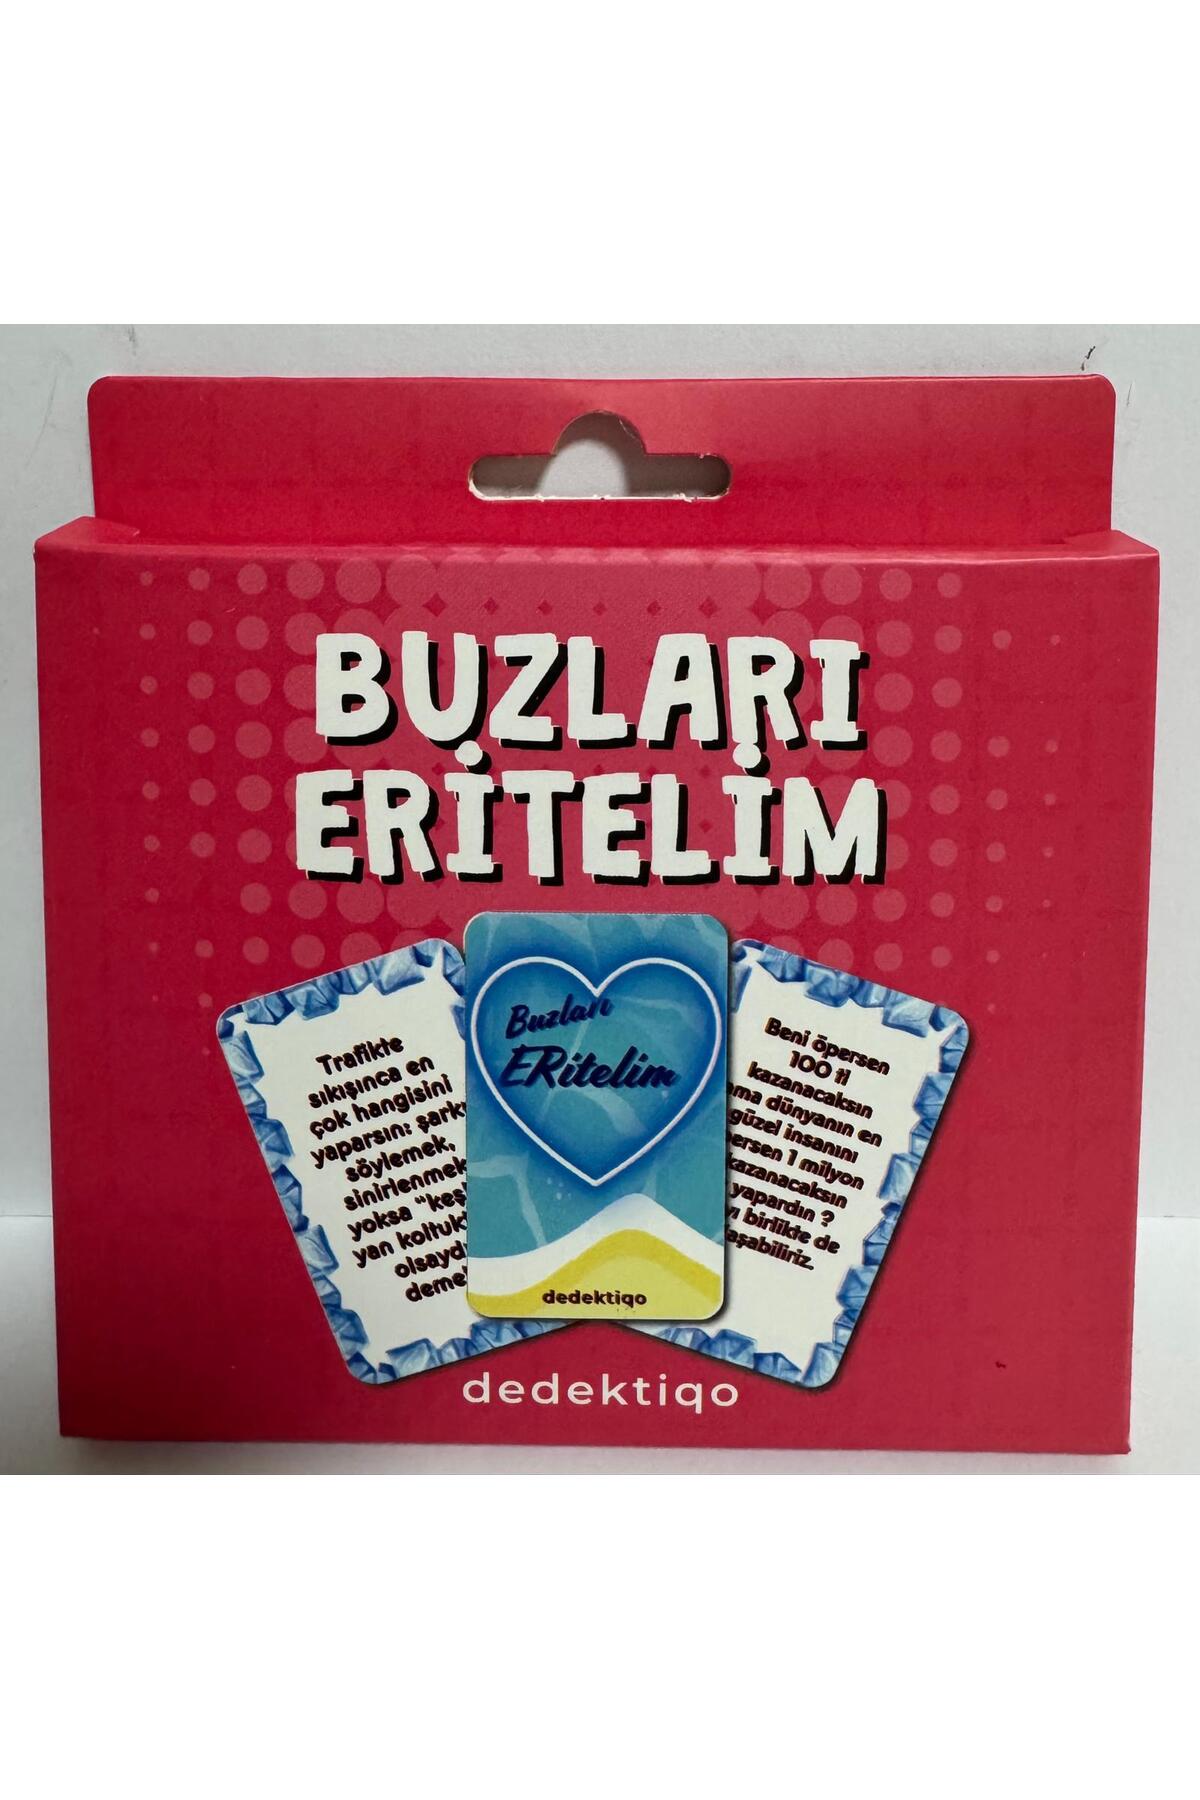 BUZLARI
ERİTELİM
Trafikte
sıkışınca en
çok hangisini
yaparsın: şarkı
söylemek,
sinirlenmek
yoksa "keş
yan koltuk
olsayd
deme
Buzları
ERitelim
dedektiqo
Beni öpersen
100 tl
kazanacaksın
ama dünyanın en
güzel insanını
persen 1 milyon
kazanacaksın
yapardın ?
birlikte de
aşabiliriz.
dedektiqo